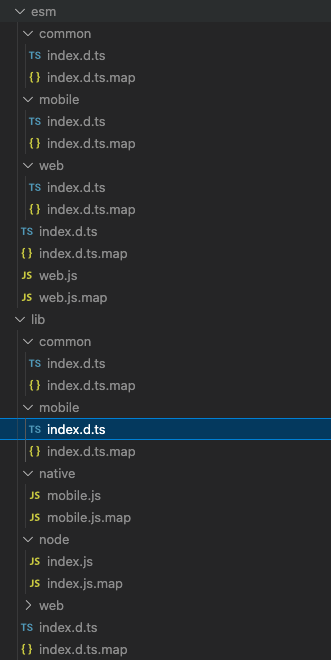 esm
common
TS index.d.ts
{} index.d.ts.map
mobile
TS index.d.ts
{} index.d.ts.map
web
TS index.d.ts
{} index.d.ts.map
TS index.d.ts
{} index.d.ts.map
JS web.js
JS web.js.map
lib
common
TS index.d.ts
{} index.d.ts.map
mobile
TS index.d.ts
{} index.d.ts.map
native
JS mobile.js
JS mobile.js.map
node
JS index.js
JS index.js.map
web
TS index.d.ts
{} index.d.ts.map